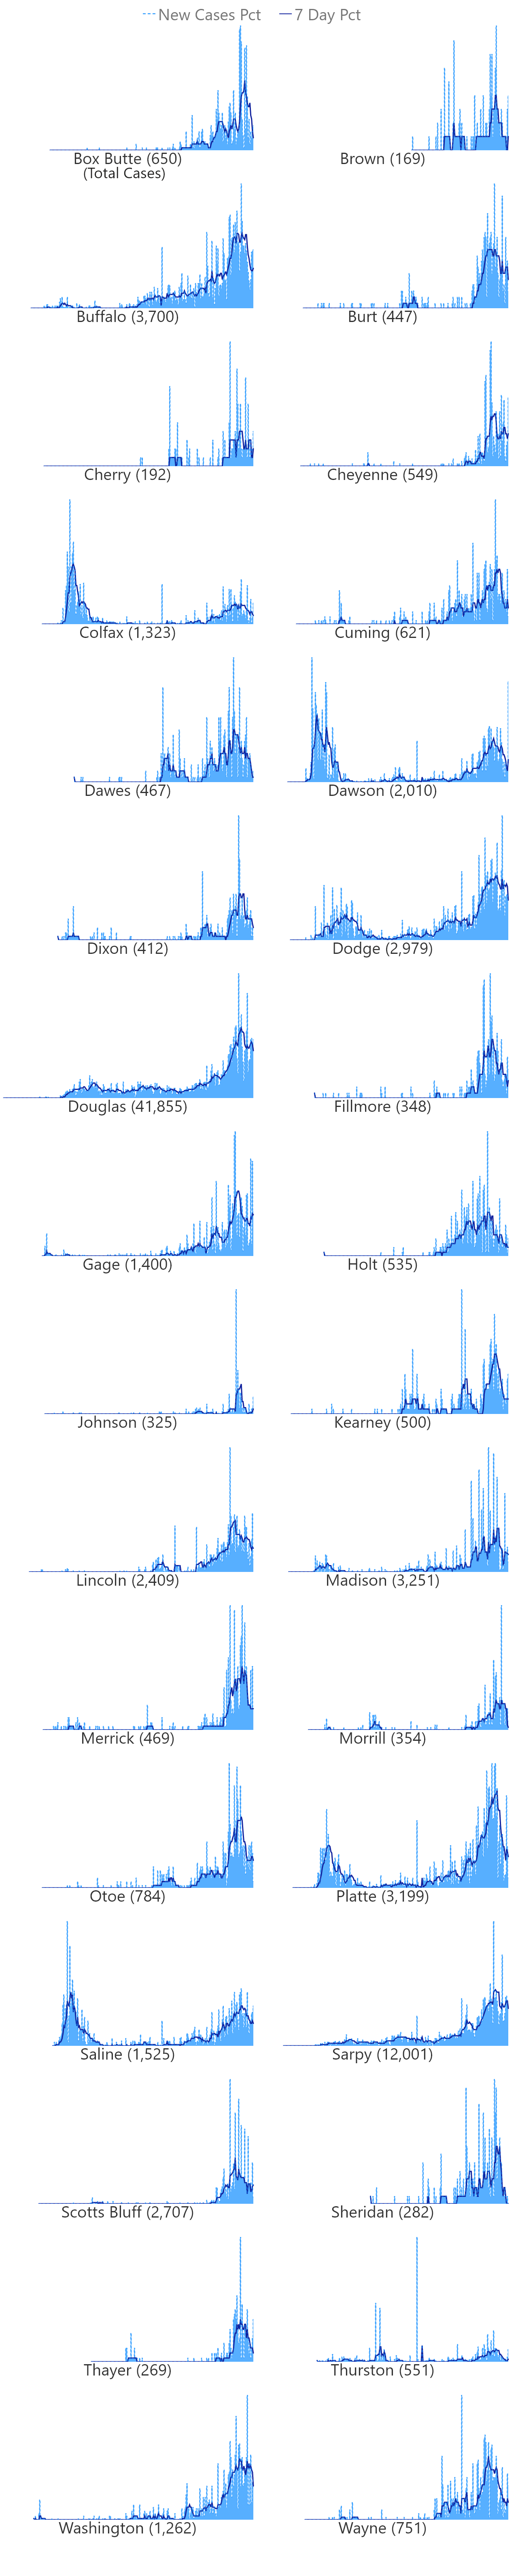 New Cases Pct 7 Day Pct
Box Butte (650) Brown (169)
(Total Cases)
Buffalo (3,700) Burt (447)
Cherry (192) Cheyenne (549)
Colfax (1,323) Cuming (621)
Dawes (467) Dawson (2,010)
Dixon (412) Dodge (2,979)
Douglas (41,855) Fillmore (348)
Gage (1,400) Holt (535)
Johnson (325) Kearney (500)
Lincoln (2,409) Madison (3,251)
Merrick (469) Morrill (354)
Otoe (784) Platte (3,199)
Saline (1,525) Sarpy (12,001)
Scotts Bluff (2,707) Sheridan (282)
Thayer (269) Thurston (551)
Washington (1,262) Wayne (751)